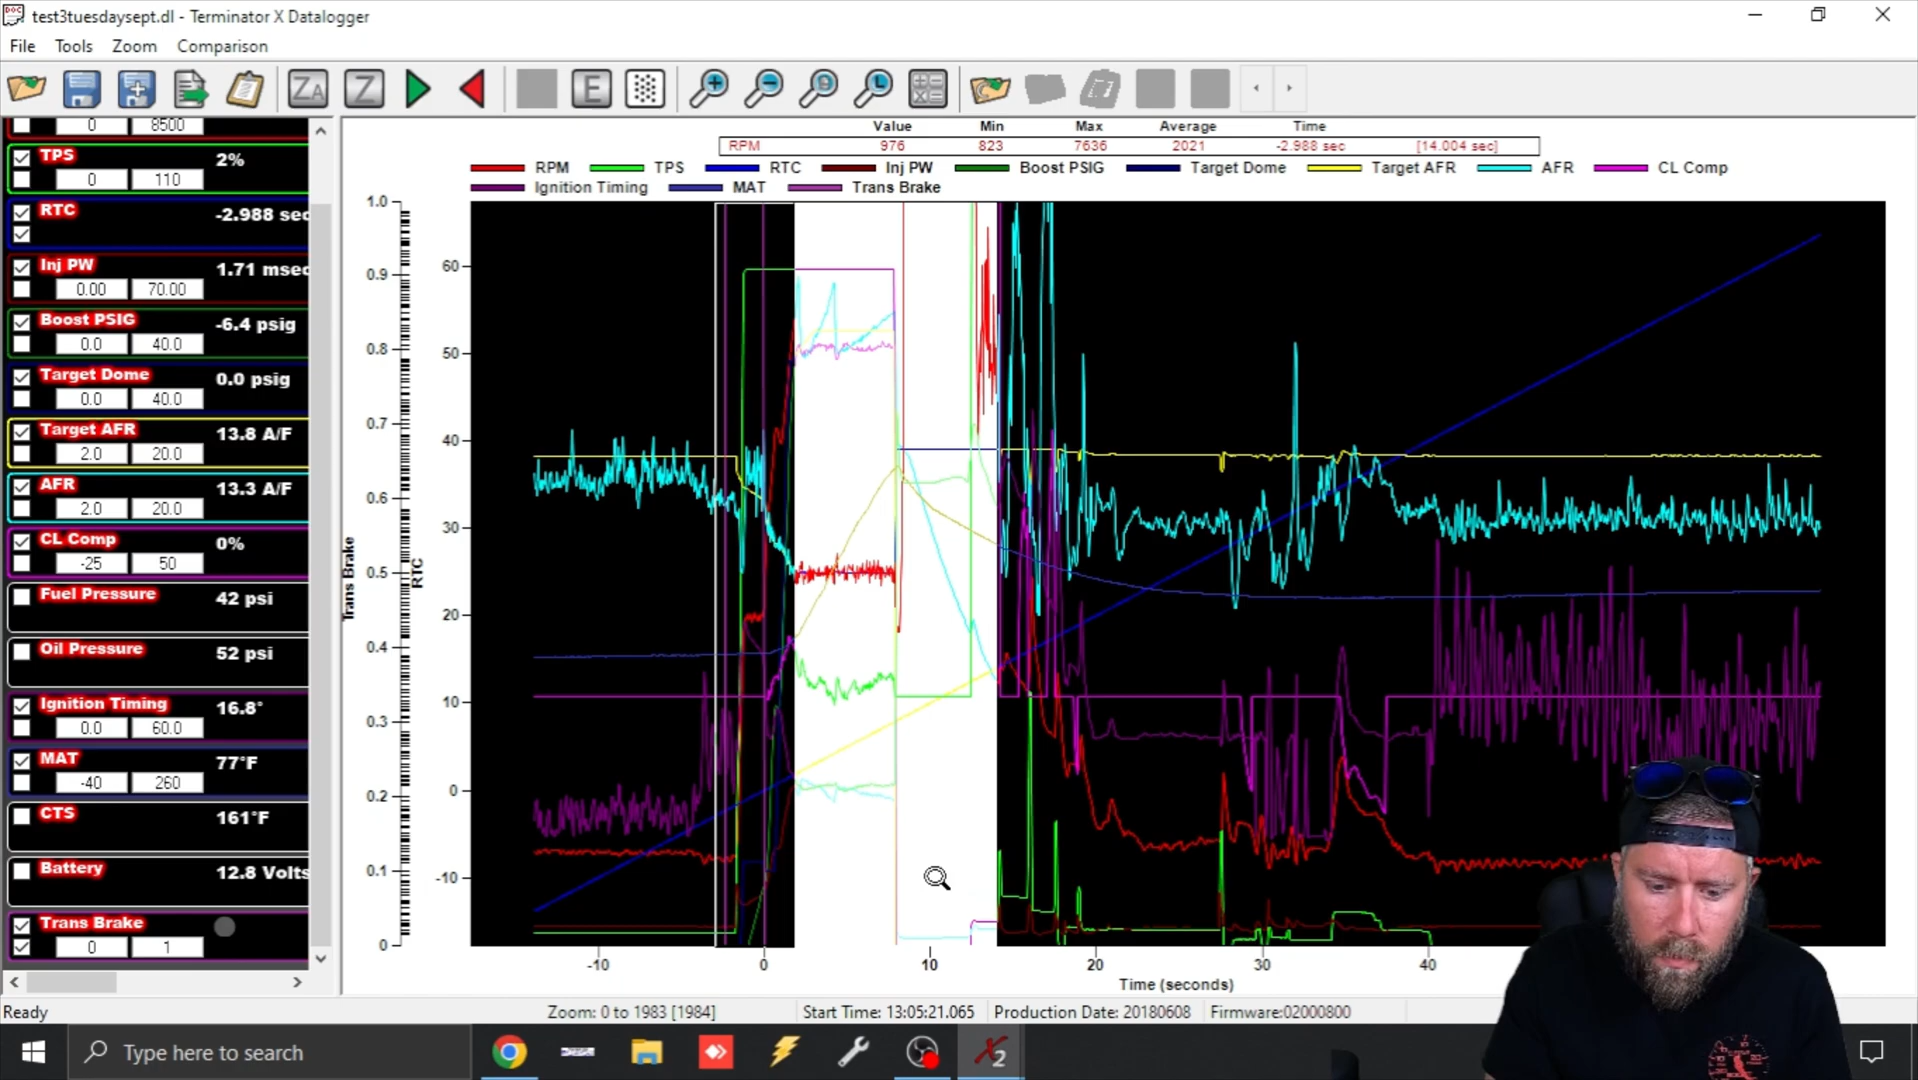 test3tuesdaysept.dl - Terminator X Datalogger
File Tools Zoom Comparison
ZA Z E
Value Min Max Average Time
RPM 976 823 7636 2021 -2.988 sec [14.004 sec]
RPM TPS RTC Inj PW Boost PSIG Target Dome Target AFR AFR CL Comp
Ignition Timing MAT Trans Brake
0 8500
TPS 2%
0 110
RTC -2.988 sec
Inj PW 1.71 msec
0.00 70.00
Boost PSIG -6.4 psig
0.0 40.0
Target Dome 0.0 psig
0.0 40.0
Target AFR 13.8 A/F
2.0 20.0
AFR 13.3 A/F
2.0 20.0
CL Comp 0%
-25 50
Fuel Pressure 42 psi
Oil Pressure 52 psi
Ignition Timing 16.8°
0.0 60.0
MAT 77°F
-40 260
CTS 161°F
Battery 12.8 Volts
Trans Brake
0 1
Trans Brake
RTC
1.0
0.9
0.8
0.7
0.6
0.5
0.4
0.3
0.2
0.1
0
60
50
40
30
20
10
0
-10
-10 0 10 20 30 40
Time (seconds)
Ready Zoom: 0 to 1983 [1984] Start Time: 13:05:21.065 Production Date: 20180608 Firmware:02000800
Type here to search